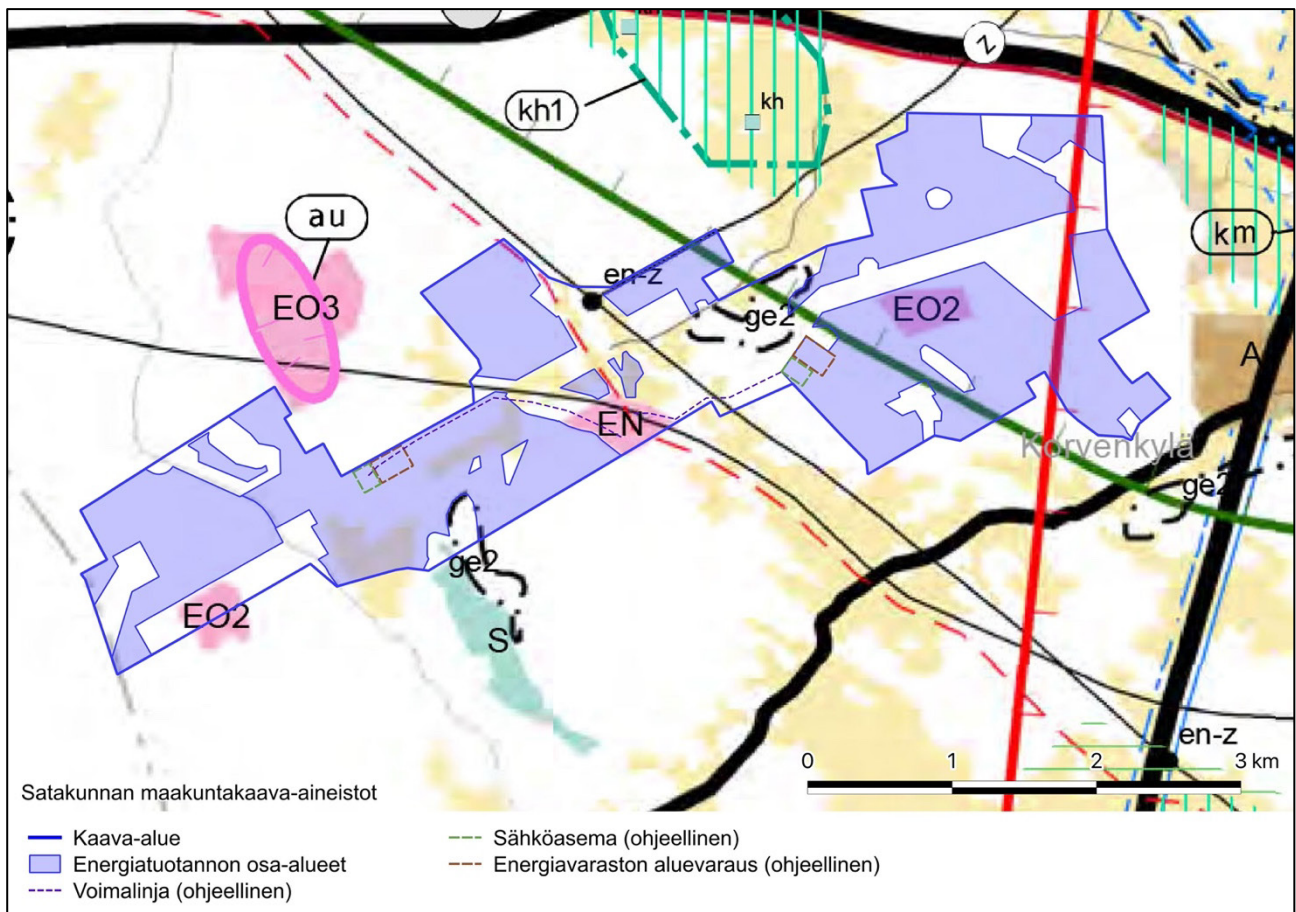 z
kh1
kh
au
km
en-z
EO3
ge2
EO2
A
EN
Korvenkylä
ge2
ge2
EO2
S
en-z
0 1 2 3 km
Satakunnan maakuntakaava-aineistot
Kaava-alue
Energiatuotannon osa-alueet
Voimalinja (ohjeellinen)
Sähköasema (ohjeellinen)
Energiavaraston aluevaraus (ohjeellinen)